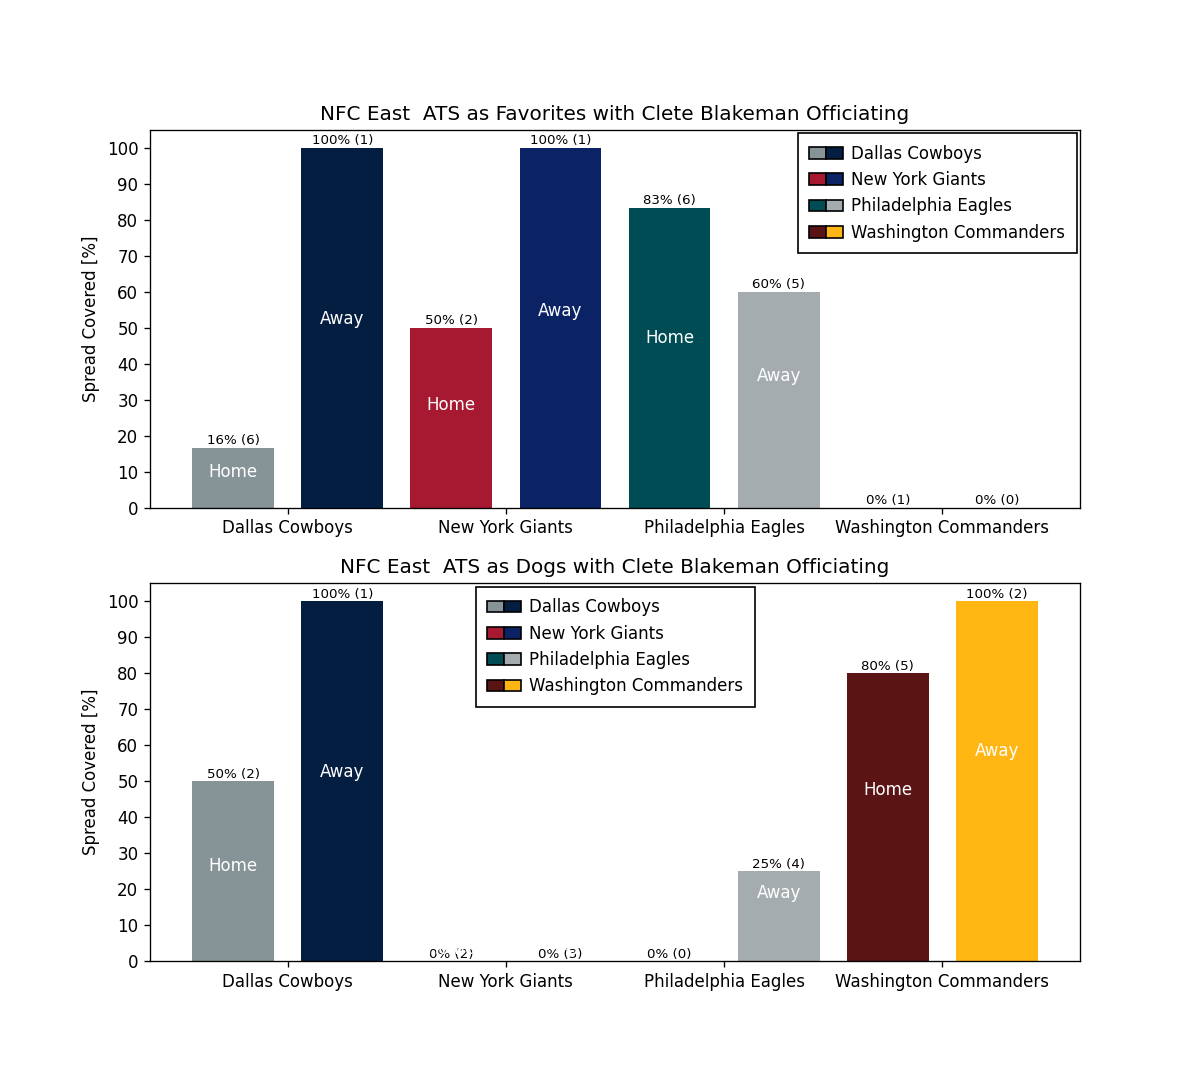 NFC East  ATS as Favorites with Clete Blakeman Officiating
Spread Covered [%]
100
90
80
70
60
50
40
30
20
10
0
16% (6)
100% (1)
50% (2)
100% (1)
83% (6)
60% (5)
0% (1)
0% (0)
Home
Away
Home
Away
Home
Away
Dallas Cowboys
New York Giants
Philadelphia Eagles
Washington Commanders
Dallas Cowboys
New York Giants
Philadelphia Eagles
Washington Commanders
NFC East  ATS as Dogs with Clete Blakeman Officiating
Spread Covered [%]
100
90
80
70
60
50
40
30
20
10
0
50% (2)
100% (1)
0% (2)
0% (3)
0% (0)
25% (4)
80% (5)
100% (2)
Home
Away
Away
Home
Away
Dallas Cowboys
New York Giants
Philadelphia Eagles
Washington Commanders
Dallas Cowboys
New York Giants
Philadelphia Eagles
Washington Commanders